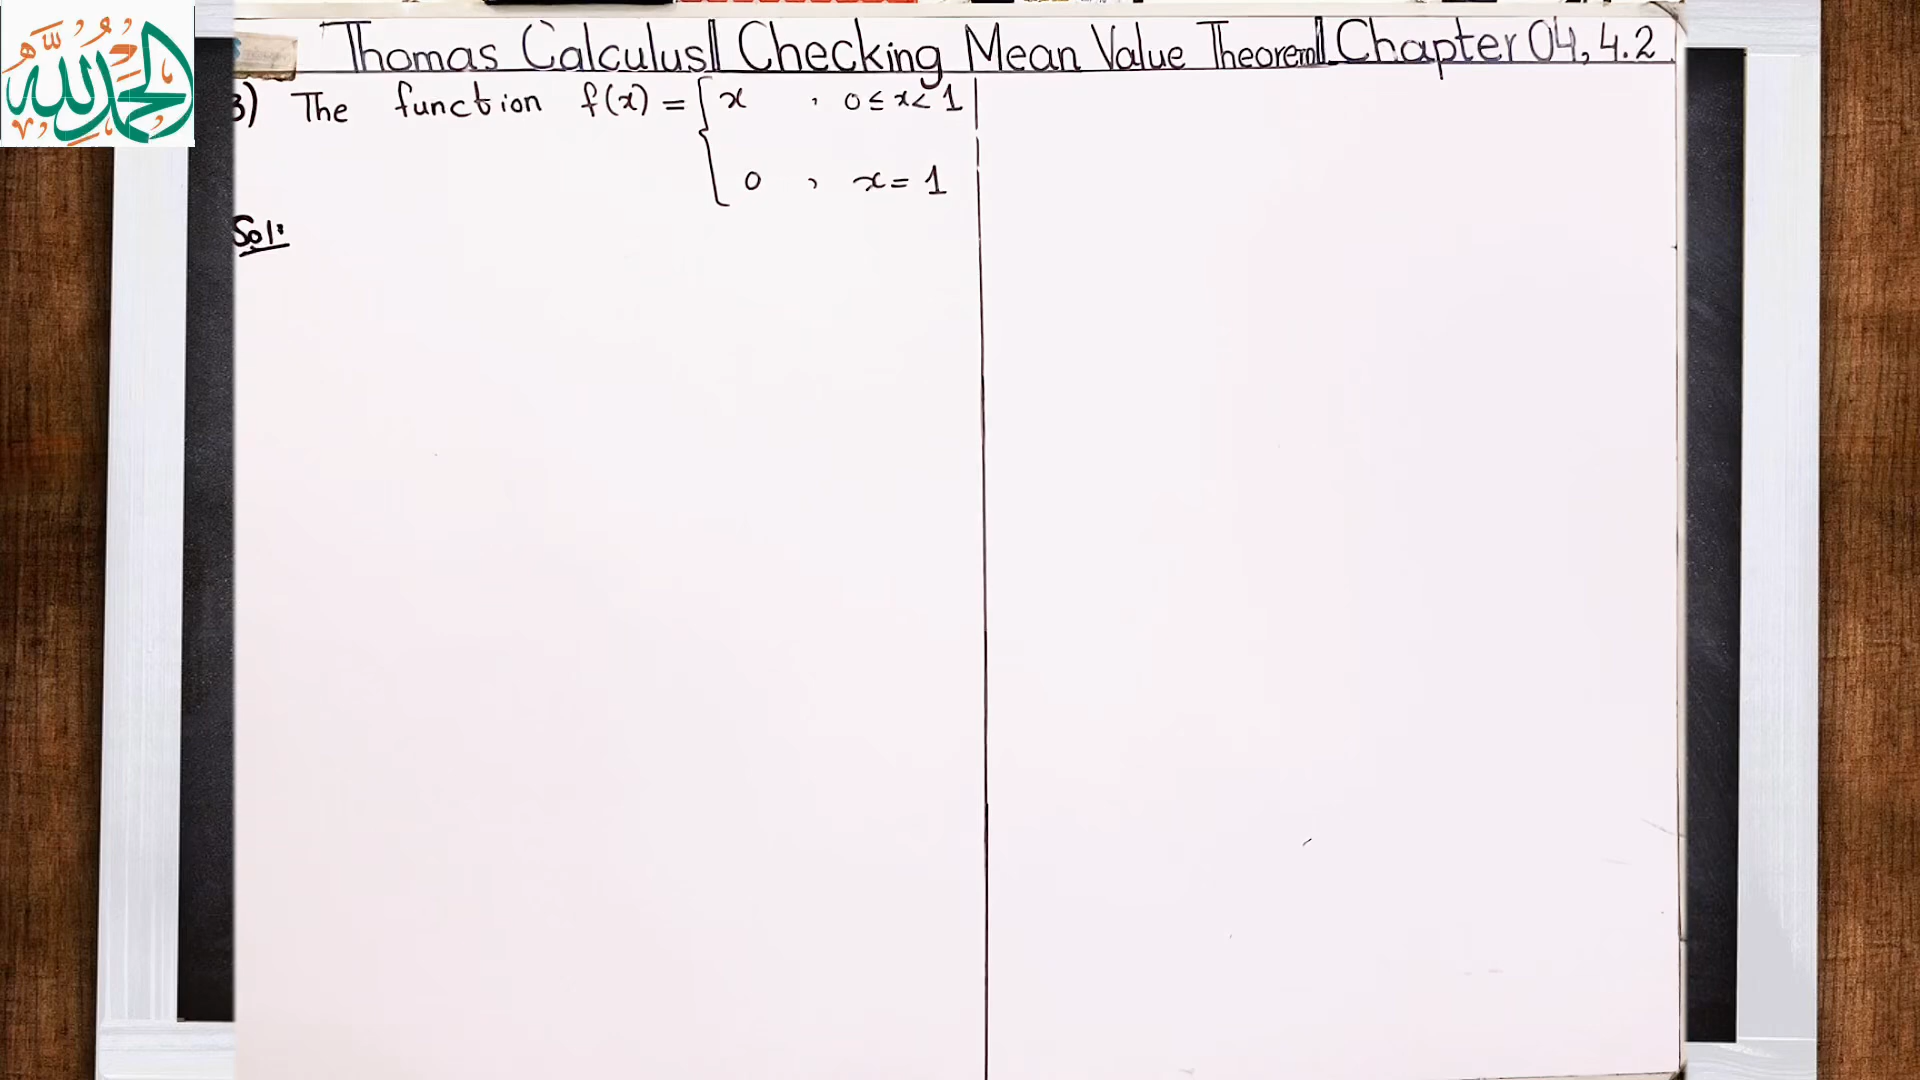 الحمد لله
Thomas Calculus|| Checking Mean Value Theorem|| Chapter 04, 4.2
3) The function f(x) = { x , 0 ≤ x < 1
0 , x = 1
Sol: